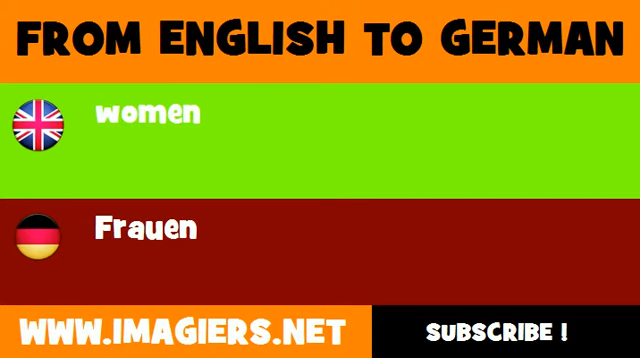 FROM ENGLISH TO GERMAN
women
Frauen
WWW.IMAGIERS.NET
SUBSCRIBE !